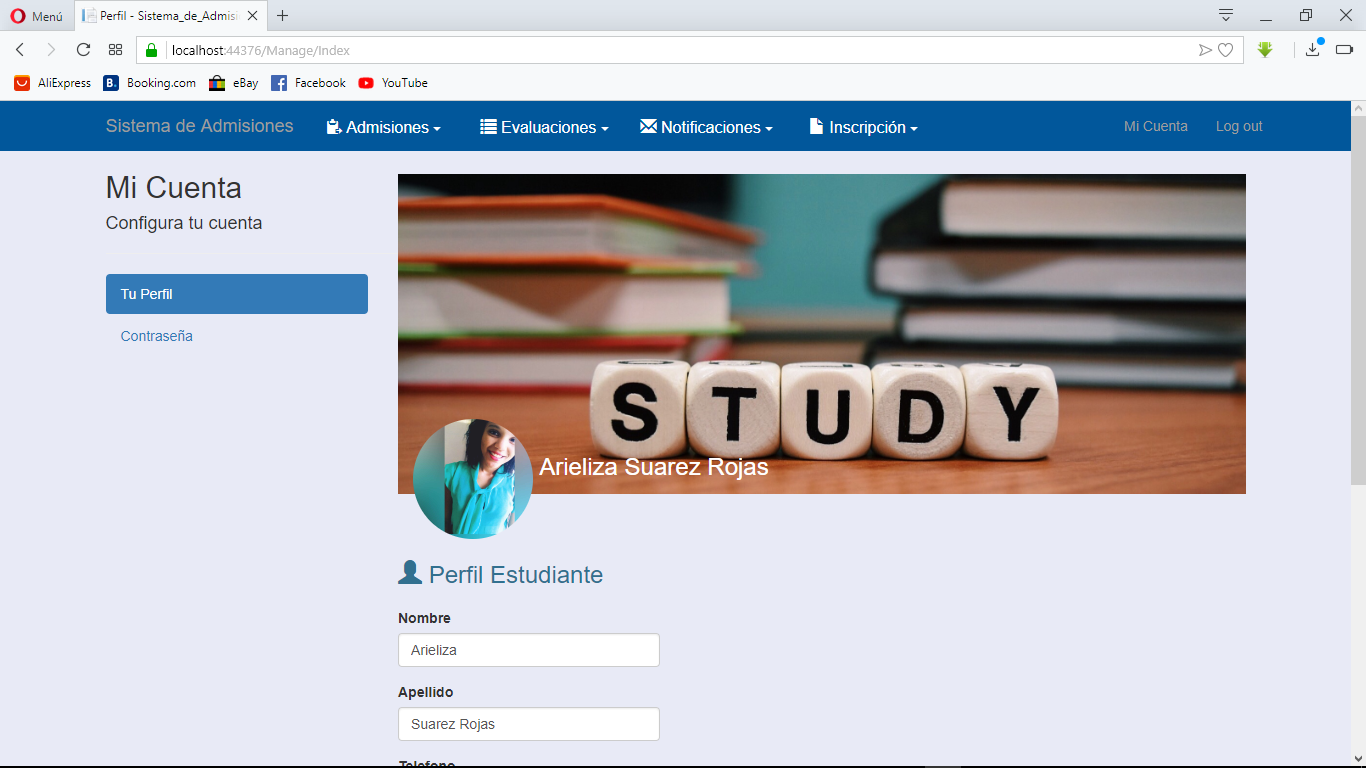 Menú
Perfil - Sistema_de_Admisi
localhost:44376/Manage/Index
AliExpress
B.
Booking.com
eBay
Facebook
YouTube
Sistema de Admisiones
Admisiones
Evaluaciones
Notificaciones
Inscripción
Mi Cuenta
Log out
Mi Cuenta
Configura tu cuenta
Tu Perfil
Contraseña
STUDY
Arieliza Suarez Rojas
Perfil Estudiante
Nombre
Arieliza
Apellido
Suarez Rojas
Telefono